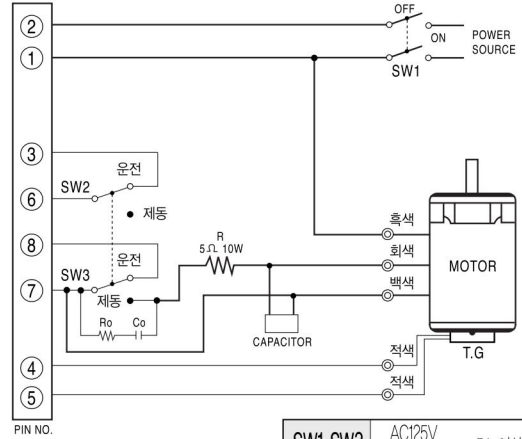 OFF
②
ON
POWER
SOURCE
①
SW1
③
운전
SW2
⑥
제동
⑧
운전
R
5Ω 10W
SW3
⑦
제동
Ro
Co
CAPACITOR
흑색
회색
백색
MOTOR
적색
T.G
④
적색
⑤
PIN NO.
SW1 SW2
AC125V